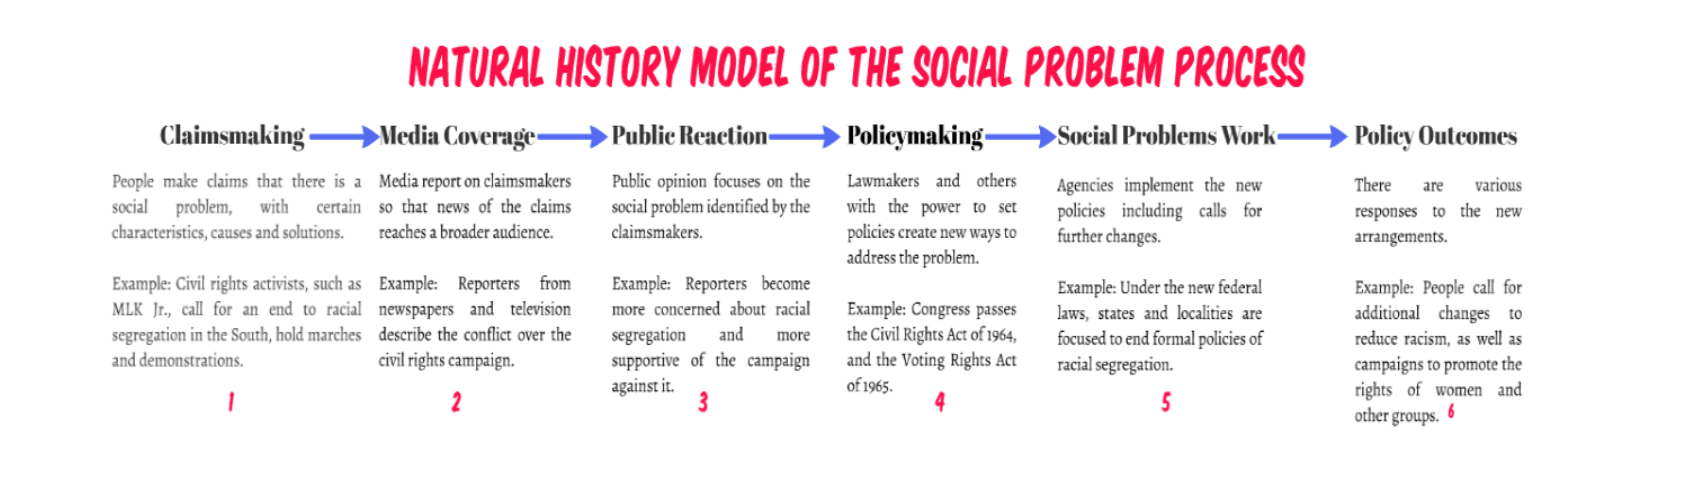 NATURAL HISTORY MODEL OF THE SOCIAL PROBLEM PROCESS
Claimsmaking
People make claims that there is a
social problem, with certain
characteristics, causes and solutions.
Example: Civil rights activists, such as
MLK Jr., call for an end to racial
segregation in the South, hold marches
and demonstrations.
1
Media Coverage
Media report on claimsmakers
so that news of the claims
reaches a broader audience.
Example: Reporters from
newspapers and television
describe the conflict over the
civil rights campaign.
2
Public Reaction
Public opinion focuses on the
social problem identified by the
claimsmakers.
Example: Reporters become
more concerned about racial
segregation and more
supportive of the campaign
against it.
3
Policymaking
Lawmakers and others
with the power to set
policies create new ways to
address the problem.
Example: Congress passes
the Civil Rights Act of 1964,
and the Voting Rights Act
of 1965.
4
Social Problems Work
Agencies implement the new
policies including calls for
further changes.
Example: Under the new federal
laws, states and localities are
focused to end formal policies of
racial segregation.
5
Policy Outcomes
There are various
responses to the new
arrangements.
Example: People call for
additional changes to
reduce racism, as well as
campaigns to promote the
rights of women and
other groups.
6